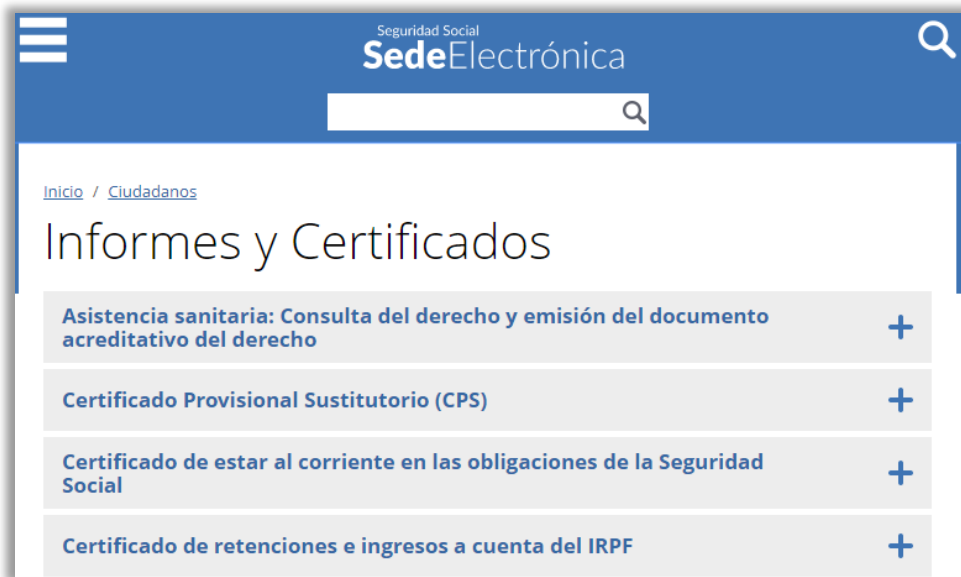 Seguridad Social
SedeElectrónica
Inicio / Ciudadanos
Informes y Certificados
Asistencia sanitaria: Consulta del derecho y emisión del documento
acreditativo del derecho
Certificado Provisional Sustitutorio (CPS)
Certificado de estar al corriente en las obligaciones de la Seguridad
Social
Certificado de retenciones e ingresos a cuenta del IRPF